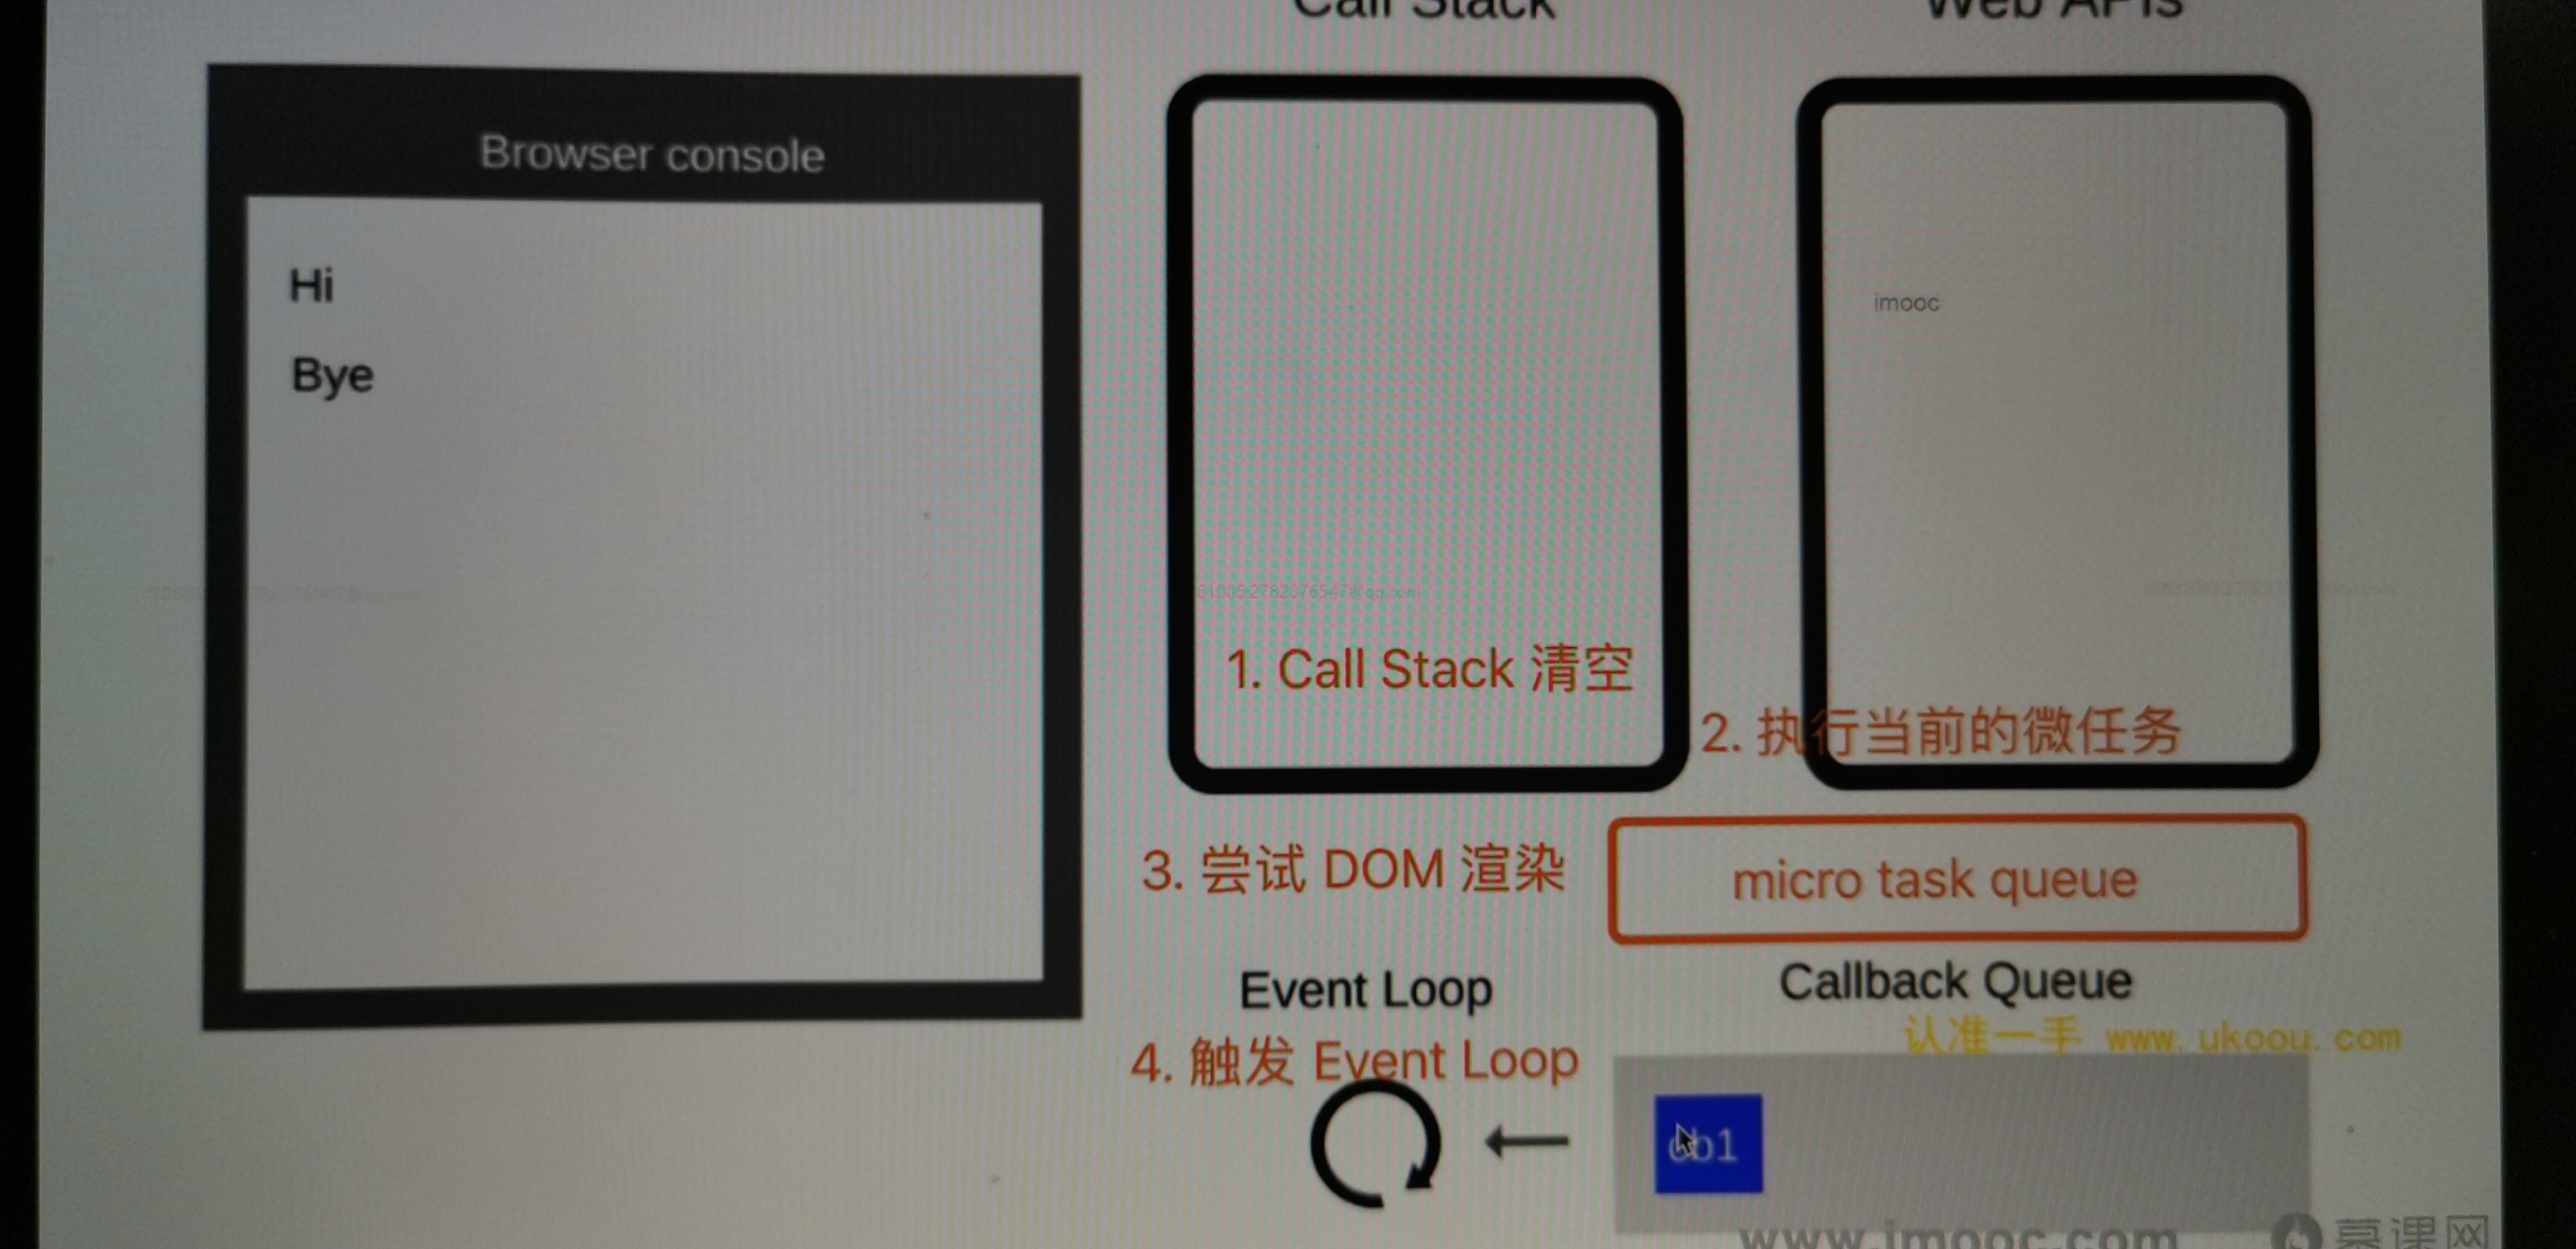 Call Stack
Web APIs
Browser console
Hi
Bye
imooc
1. Call Stack 清空
2. 执行当前的微任务
3. 尝试 DOM 渲染
micro task queue
Event Loop
Callback Queue
认准一手 www.ukoou.com
4. 触发 Event Loop
cb1
www.imooc.com
慕课网